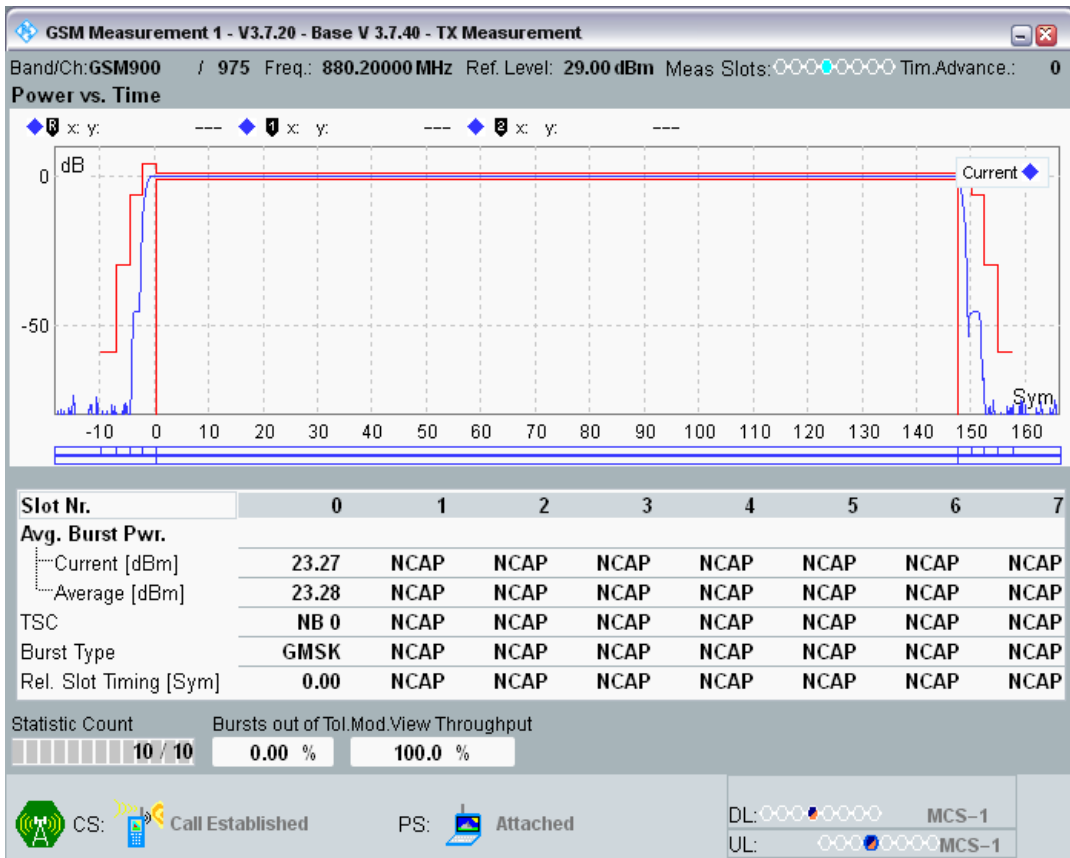 GSM Measurement 1 - V3.7.20 - Base V 3.7.40 - TX Measurement
Band/Ch:GSM900 / 975 Freq.: 880.20000 MHz Ref. Level: 29.00 dBm Meas Slots: Tim.Advance.: 0
Power vs. Time
R x: y: --- 1 x: y: --- 2 x: y: ---
dB
Current
0
-50
Sym
-10 0 10 20 30 40 50 60 70 80 90 100 110 120 130 140 150 160
Slot Nr. 0 1 2 3 4 5 6 7
Avg. Burst Pwr.
Current [dBm] 23.27 NCAP NCAP NCAP NCAP NCAP NCAP NCAP
Average [dBm] 23.28 NCAP NCAP NCAP NCAP NCAP NCAP NCAP
TSC NB 0 NCAP NCAP NCAP NCAP NCAP NCAP NCAP
Burst Type GMSK NCAP NCAP NCAP NCAP NCAP NCAP NCAP
Rel. Slot Timing [Sym] 0.00 NCAP NCAP NCAP NCAP NCAP NCAP NCAP
Statistic Count Bursts out of Tol.Mod.View Throughput
10 / 10 0.00 % 100.0 %
CS: Call Established PS: Attached
DL: MCS-1
UL: MCS-1